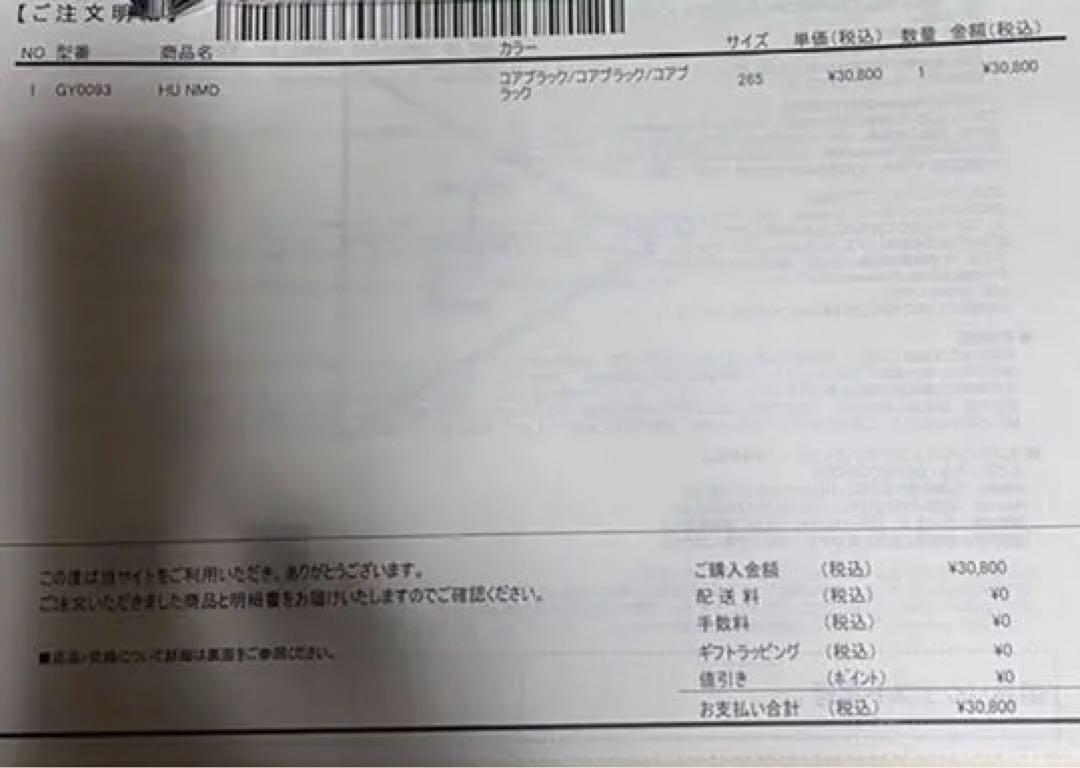 【ご注文明
NO 型番 商品名 カラー サイズ 単価(税込) 数量 金額(税込)
1 GY0093 HU NMD コアブラック/コアブラック/コアブ 265 ¥30,800 1 ¥30,800
ラック
この度は当サイトをご利用いただき、ありがとうございます。
ご注文いただきました商品と明細書をお届けいたしますのでご確認ください。
■返品・交換について詳細は裏面をご参照ください。
ご購入金額 (税込) ¥30,800
配送料 (税込) ¥0
手数料 (税込) ¥0
ギフトラッピング (税込) ¥0
値引き (ポイント) ¥0
お支払い合計 (税込) ¥30,800